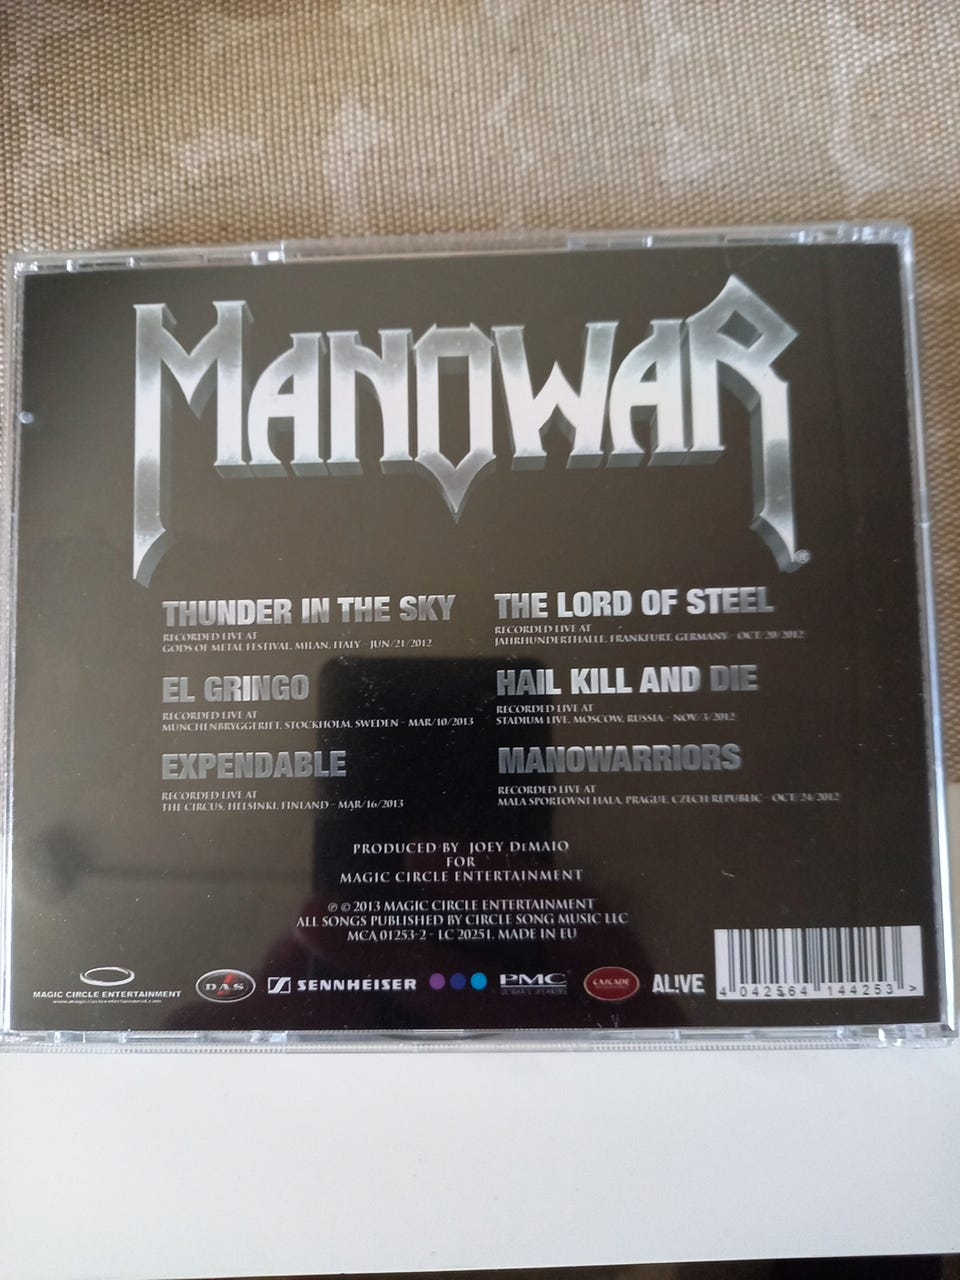 MANOWAR
®
THUNDER IN THE SKY
RECORDED LIVE AT
GODS OF METAL FESTIVAL, MILAN, ITALY - JUN/21/2012
EL GRINGO
RECORDED LIVE AT
MUNCHENBRYGGERIET, STOCKHOLM, SWEDEN - MAR/10/2013
EXPENDABLE
RECORDED LIVE AT
THE CIRCUS, HELSINKI, FINLAND - MAR/16/2013
THE LORD OF STEEL
RECORDED LIVE AT
JAHRHUNDERTHALLE, FRANKFURT, GERMANY - OCT/20/2012
HAIL KILL AND DIE
RECORDED LIVE AT
STADIUM LIVE, MOSCOW, RUSSIA - NOV/3/2012
MANOWARRIORS
RECORDED LIVE AT
MALA SPORTOVNI HALA, PRAGUE, CZECH REPUBLIC - OCT/24/2012
PRODUCED BY JOEY DEMAIO
FOR
MAGIC CIRCLE ENTERTAINMENT
℗ © 2013 MAGIC CIRCLE ENTERTAINMENT
ALL SONGS PUBLISHED BY CIRCLE SONG MUSIC LLC
MCA 01253-2 - LC 20251. MADE IN EU
MAGIC CIRCLE ENTERTAINMENT
www.magiccircleentertainment.com
DAS
SENNHEISER
PMC
CASCADE
AL!VE
4 042564 144253 >